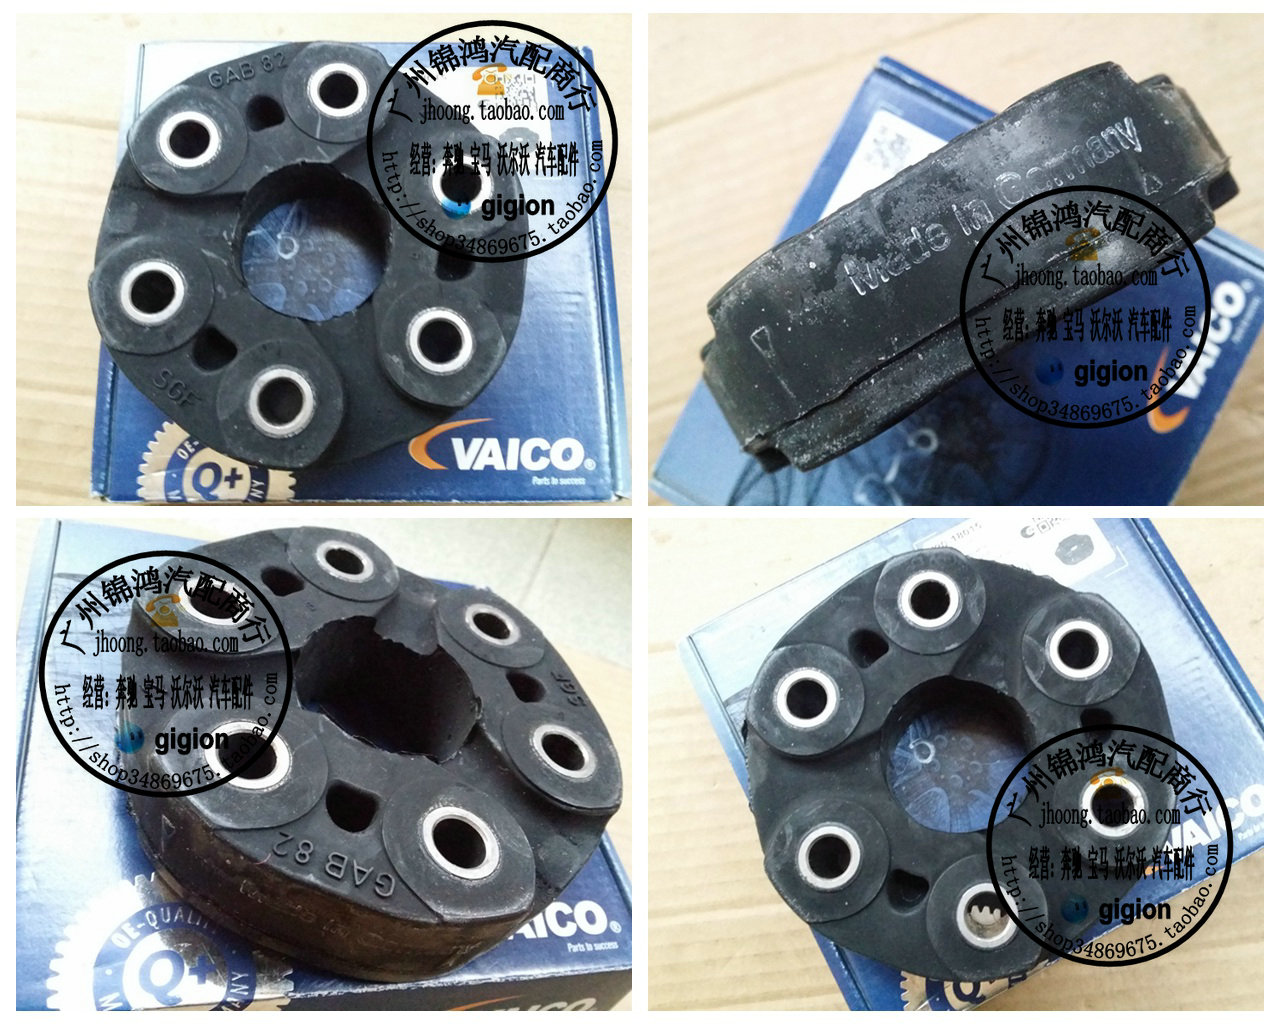 GAB 82
SGF
广州锦鸿汽配商行
jhoong.taobao.com
经营: 奔驰 宝马 沃尔沃 汽车配件
gigion
http://shop34869675.taobao.com
VAICO®
Parts to success
OE-
Q+
Made In Germany
广州锦鸿汽配商行
jhoong.taobao.com
经营: 奔驰 宝马 沃尔沃 汽车配件
gigion
http://shop34869675.taobao.com
VAICO®
广州锦鸿汽配商行
jhoong.taobao.com
经营: 奔驰 宝马 沃尔沃 汽车配件
gigion
http://shop34869675.taobao.com
SGF
GAB 82
VAICO®
Parts to success
OE-QUALITY
Q+
广州锦鸿汽配商行
jhoong.taobao.com
经营: 奔驰 宝马 沃尔沃 汽车配件
gigion
http://shop34869675.taobao.com
VAICO®
Parts to success
Q+